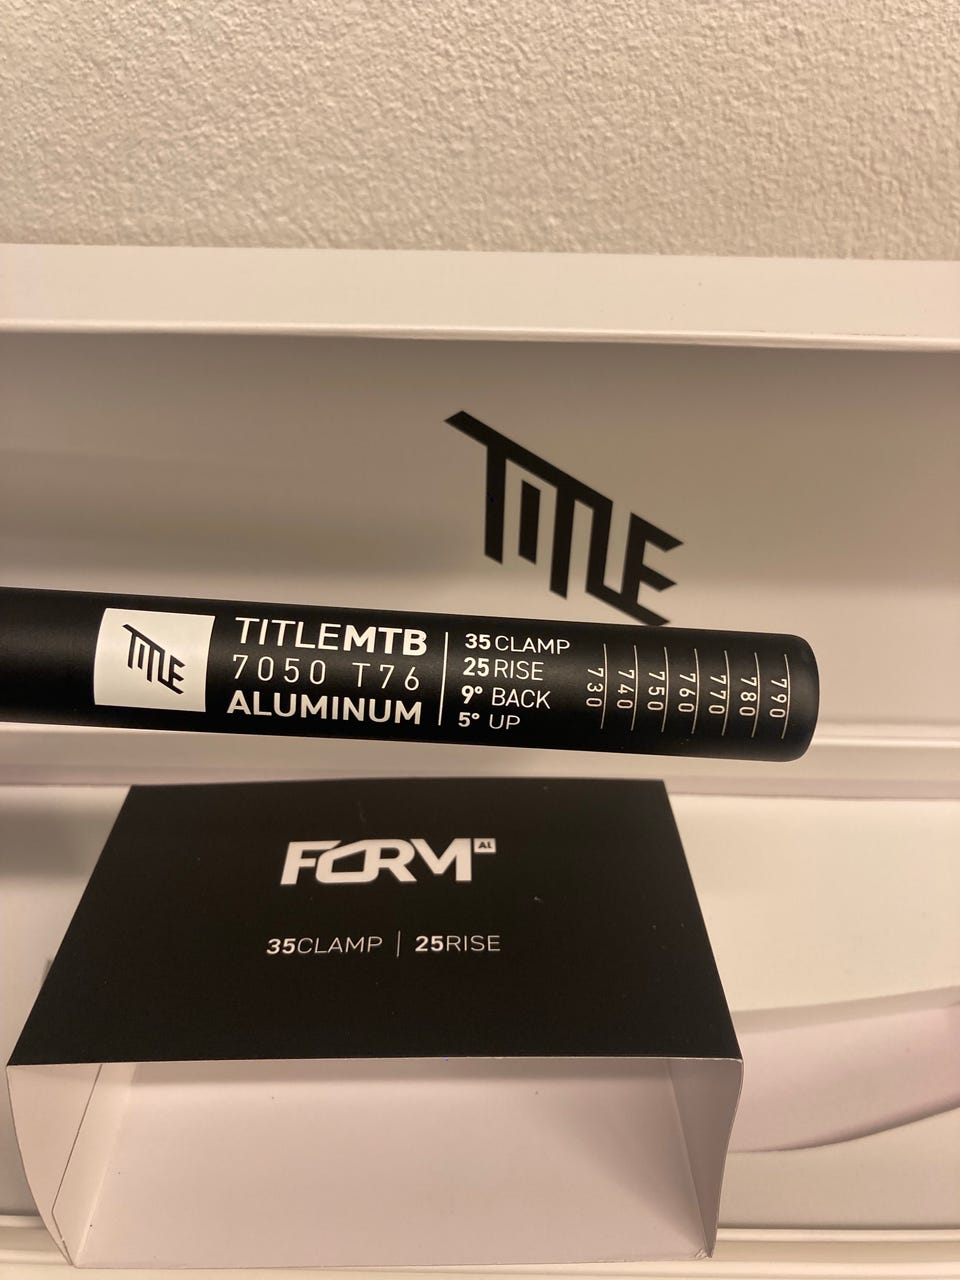 TITLE
TITLE
TITLEMTB
7050 T76
ALUMINUM
35 CLAMP
25 RISE
9° BACK
5° UP
730
740
750
760
770
780
790
FORM Al
35CLAMP | 25RISE